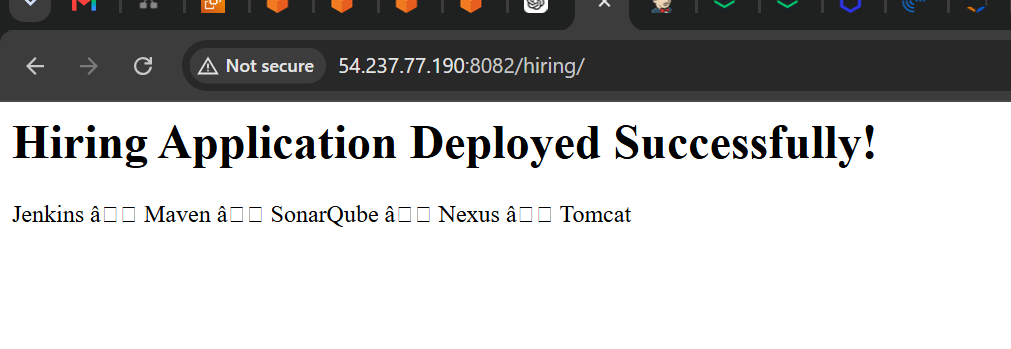 Not secure 54.237.77.190:8082/hiring/
Hiring Application Deployed Successfully!
Jenkins â□□ Maven â□□ SonarQube â□□ Nexus â□□ Tomcat